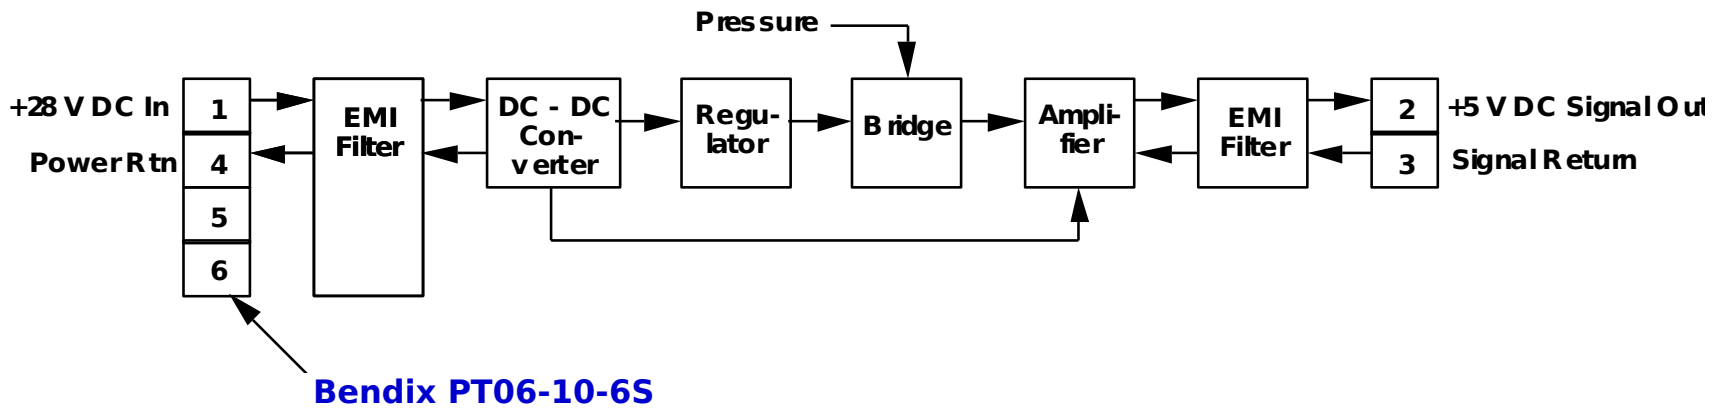 Pressure
+28 V DC In
1
EMI
Filter
DC - DC
Con-
verter
Regu-
lator
Bridge
Ampli-
fier
EMI
Filter
2
+5 V DC Signal Out
Power Rtn
4
3
Signal Return
5
6
Bendix PT06-10-6S